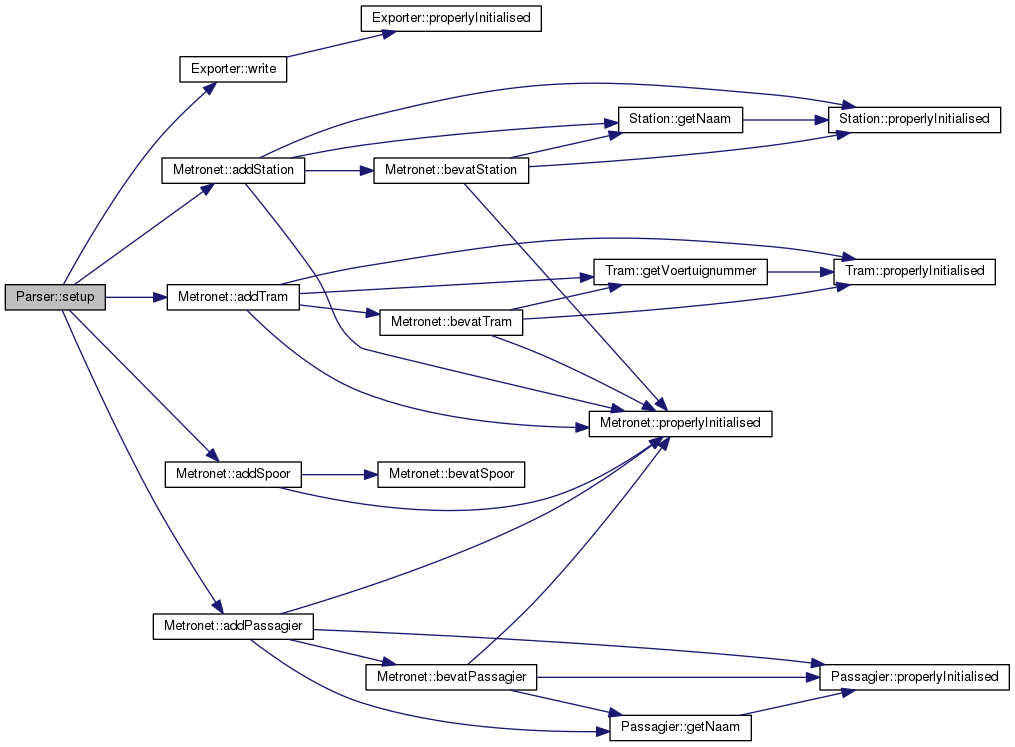 Exporter::properlyInitialised
Exporter::write
Station::getNaam
Station::properlyInitialised
Metronet::addStation
Metronet::bevatStation
Tram::getVoertuignummer
Tram::properlyInitialised
Parser::setup
Metronet::addTram
Metronet::bevatTram
Metronet::properlyInitialised
Metronet::addSpoor
Metronet::bevatSpoor
Metronet::addPassagier
Metronet::bevatPassagier
Passagier::properlyInitialised
Passagier::getNaam